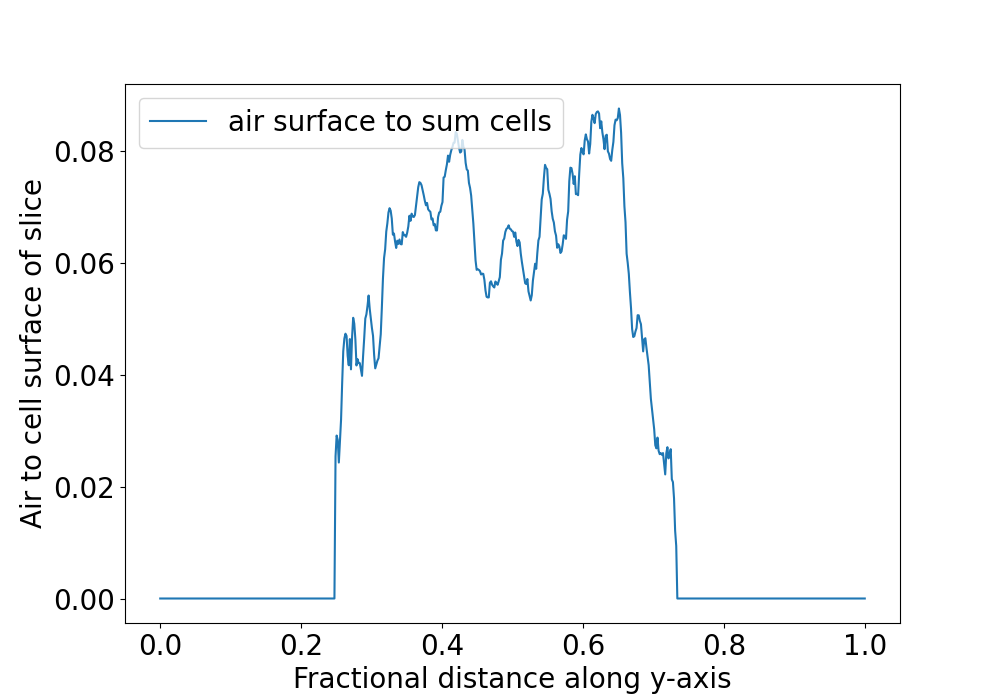 air surface to sum cells
Air to cell surface of slice
0.08
0.06
0.04
0.02
0.00
0.0 0.2 0.4 0.6 0.8 1.0
Fractional distance along y-axis